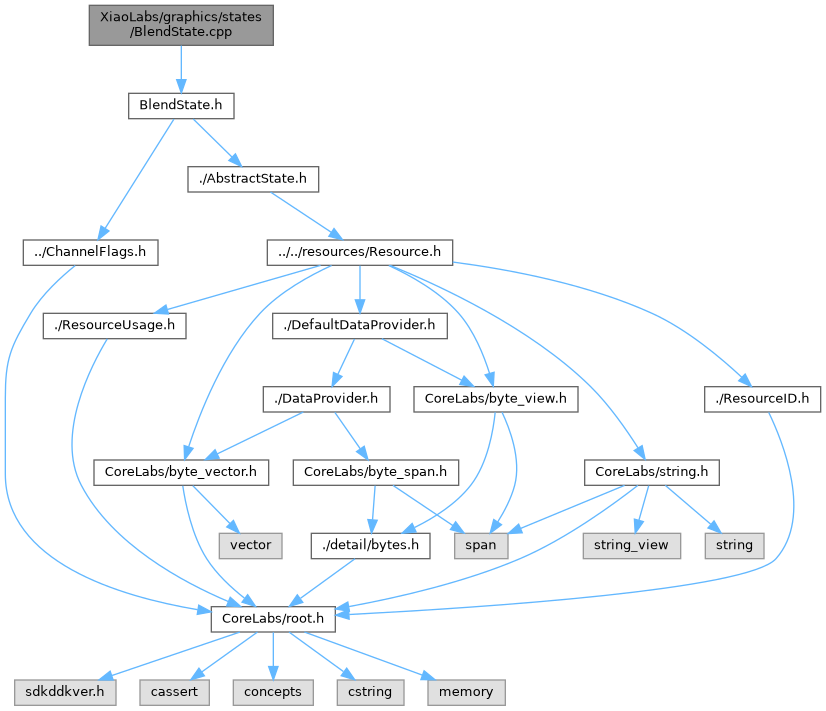 XiaoLabs/graphics/states
/BlendState.cpp
BlendState.h
./AbstractState.h
../ChannelFlags.h
../../resources/Resource.h
./ResourceUsage.h
./DefaultDataProvider.h
./DataProvider.h
CoreLabs/byte_view.h
./ResourceID.h
CoreLabs/byte_vector.h
CoreLabs/byte_span.h
CoreLabs/string.h
vector
./detail/bytes.h
span
string_view
string
CoreLabs/root.h
sdkddkver.h
cassert
concepts
cstring
memory